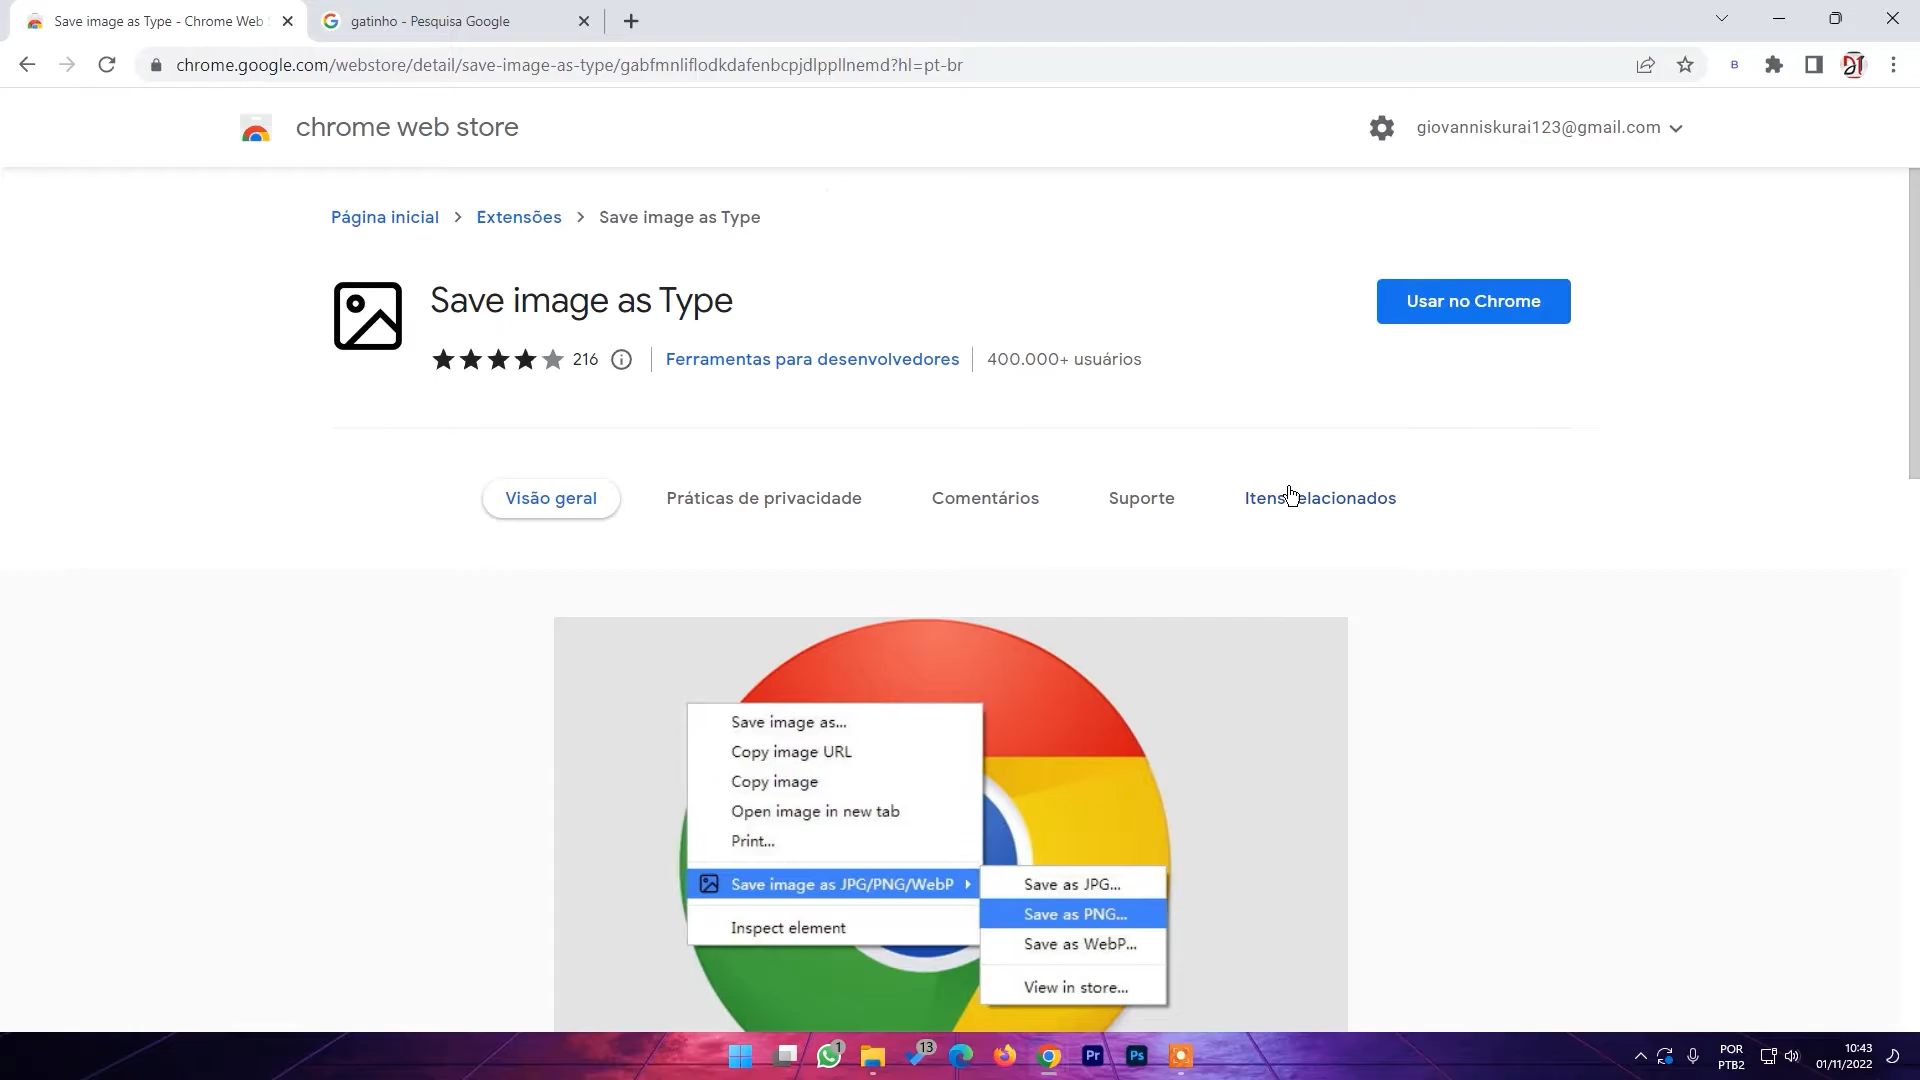 Save image as Type - Chrome Web S
gatinho - Pesquisa Google
chrome.google.com/webstore/detail/save-image-as-type/gabfmnliflodkdafenbcpjdlppllnemd?hl=pt-br
B
chrome web store
giovanniskurai123@gmail.com
Página inicial > Extensões > Save image as Type
Save image as Type
Usar no Chrome
216
Ferramentas para desenvolvedores
400.000+ usuários
Visão geral
Práticas de privacidade
Comentários
Suporte
Itens relacionados
Save image as...
Copy image URL
Copy image
Open image in new tab
Print...
Save image as JPG/PNG/WebP
Inspect element
Save as JPG...
Save as PNG...
Save as WebP...
View in store...
1
13
Pr
Ps
POR
PTB2
10:43
01/11/2022